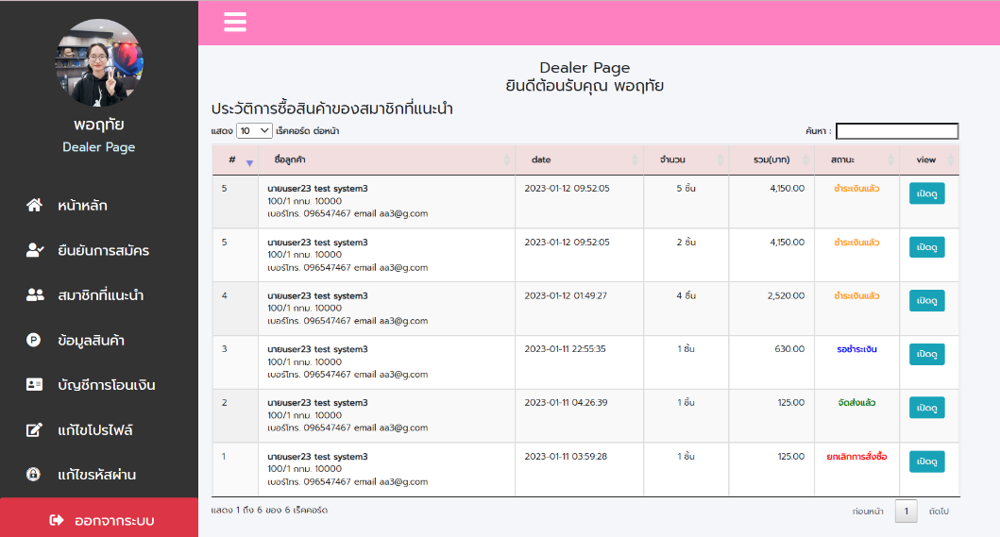 พอฤทัย
Dealer Page
หน้าหลัก
ยืนยันการสมัคร
สมาชิกที่แนะนำ
ข้อมูลสินค้า
บัญชีการโอนเงิน
แก้ไขโปรไฟล์
แก้ไขรหัสผ่าน
ออกจากระบบ
Dealer Page
ยินดีต้อนรับคุณ พอฤทัย
ประวัติการซื้อสินค้าของสมาชิกที่แนะนำ
แสดง 10 เร็คคอร์ด ต่อหน้า ค้นหา :
# ชื่อลูกค้า date จำนวน รวม(บาท) สถานะ view
5 นายuser23 test system3 2023-01-12 09:52:05 5 ชิ้น 4,150.00 ชำระเงินแล้ว เปิดดู
100/1 กทม. 10000
เบอร์โทร. 096547467 email aa3@g.com
5 นายuser23 test system3 2023-01-12 09:52:05 2 ชิ้น 4,150.00 ชำระเงินแล้ว เปิดดู
100/1 กทม. 10000
เบอร์โทร. 096547467 email aa3@g.com
4 นายuser23 test system3 2023-01-12 01:49:27 4 ชิ้น 2,520.00 ชำระเงินแล้ว เปิดดู
100/1 กทม. 10000
เบอร์โทร. 096547467 email aa3@g.com
3 นายuser23 test system3 2023-01-11 22:55:35 1 ชิ้น 630.00 รอชำระเงิน เปิดดู
100/1 กทม. 10000
เบอร์โทร. 096547467 email aa3@g.com
2 นายuser23 test system3 2023-01-11 04:26:39 1 ชิ้น 125.00 จัดส่งแล้ว เปิดดู
100/1 กทม. 10000
เบอร์โทร. 096547467 email aa3@g.com
1 นายuser23 test system3 2023-01-11 03:59:28 1 ชิ้น 125.00 ยกเลิกการสั่งซื้อ เปิดดู
100/1 กทม. 10000
เบอร์โทร. 096547467 email aa3@g.com
แสดง 1 ถึง 6 ของ 6 เร็คคอร์ด ก่อนหน้า 1 ถัดไป